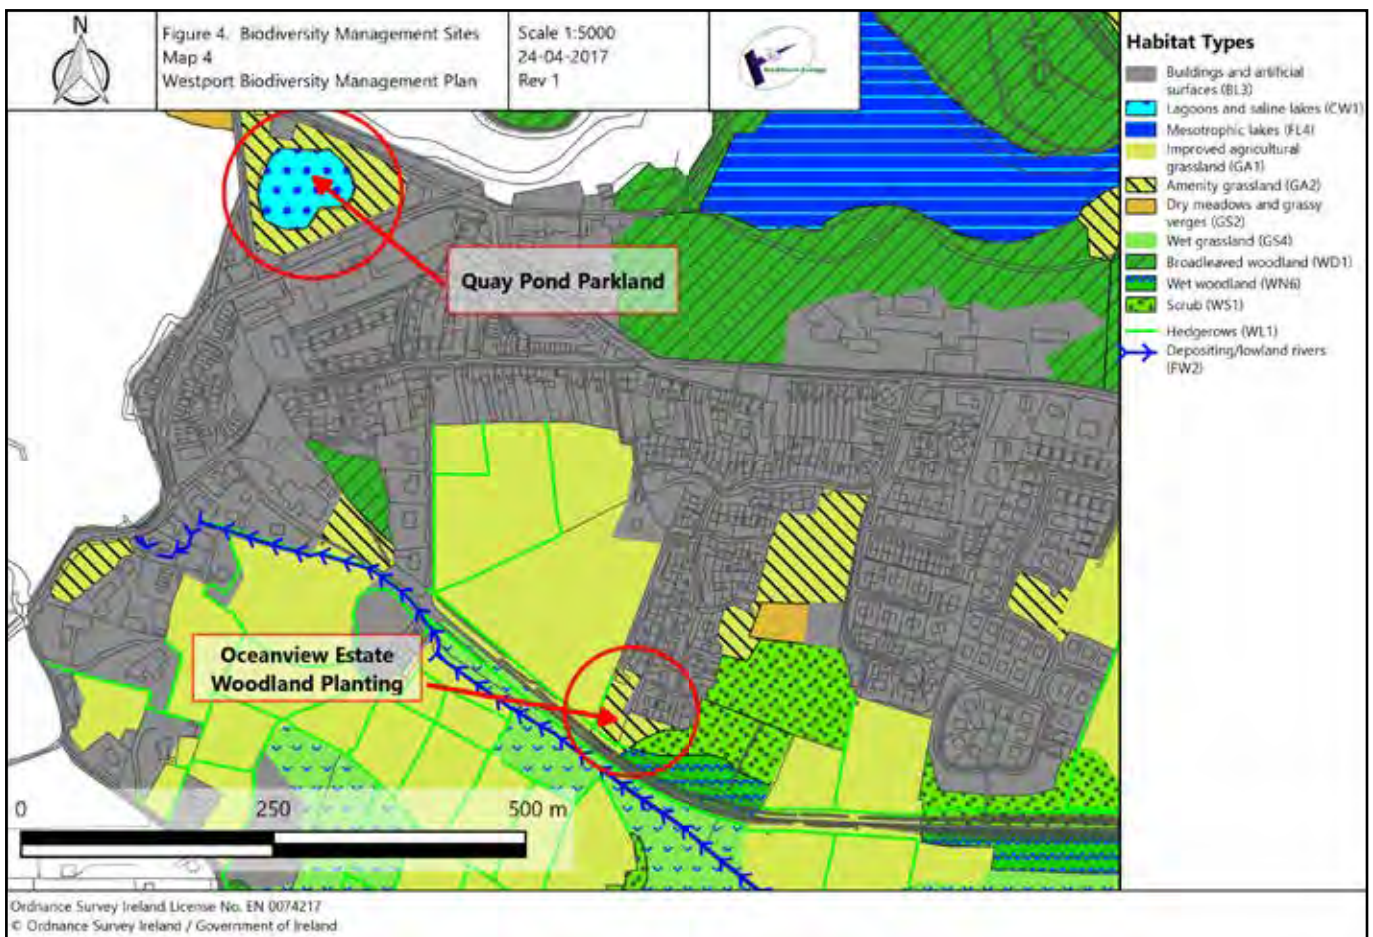 N
Figure 4. Biodiversity Management Sites
Map 4
Westport Biodiversity Management Plan
Scale 1:5000
24-04-2017
Rev 1
Habitat Types
Buildings and artificial
surfaces (BL3)
Lagoons and saline lakes (CW1)
Mesotrophic lakes (FL4)
Improved agricultural
grassland (GA1)
Amenity grassland (GA2)
Dry meadows and grassy
verges (GS2)
Wet grassland (GS4)
Broadleaved woodland (WD1)
Wet woodland (WN6)
Scrub (WS1)
Hedgerows (WL1)
Depositing/lowland rivers
(FW2)
Quay Pond Parkland
Oceanview Estate
Woodland Planting
0 250 500 m
Ordnance Survey Ireland License No. EN 0074217
© Ordnance Survey Ireland / Government of Ireland